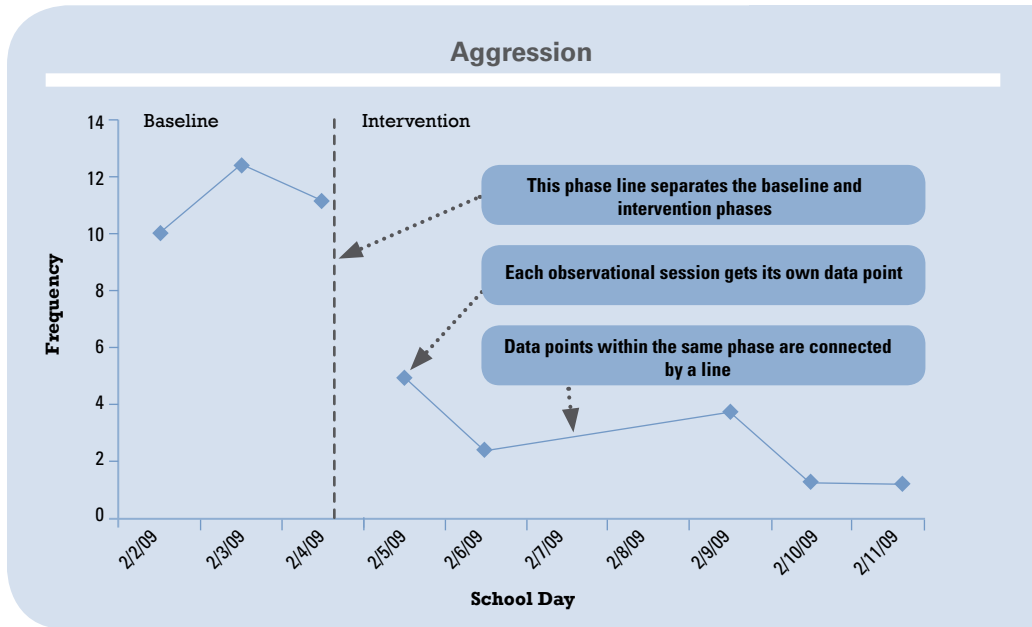 Aggression
Baseline
Intervention
14
12
10
8
6
4
2
0
Frequency
This phase line separates the baseline and
intervention phases
Each observational session gets its own data point
Data points within the same phase are connected
by a line
2/2/09
2/3/09
2/4/09
2/5/09
2/6/09
2/7/09
2/8/09
2/9/09
2/10/09
2/11/09
School Day